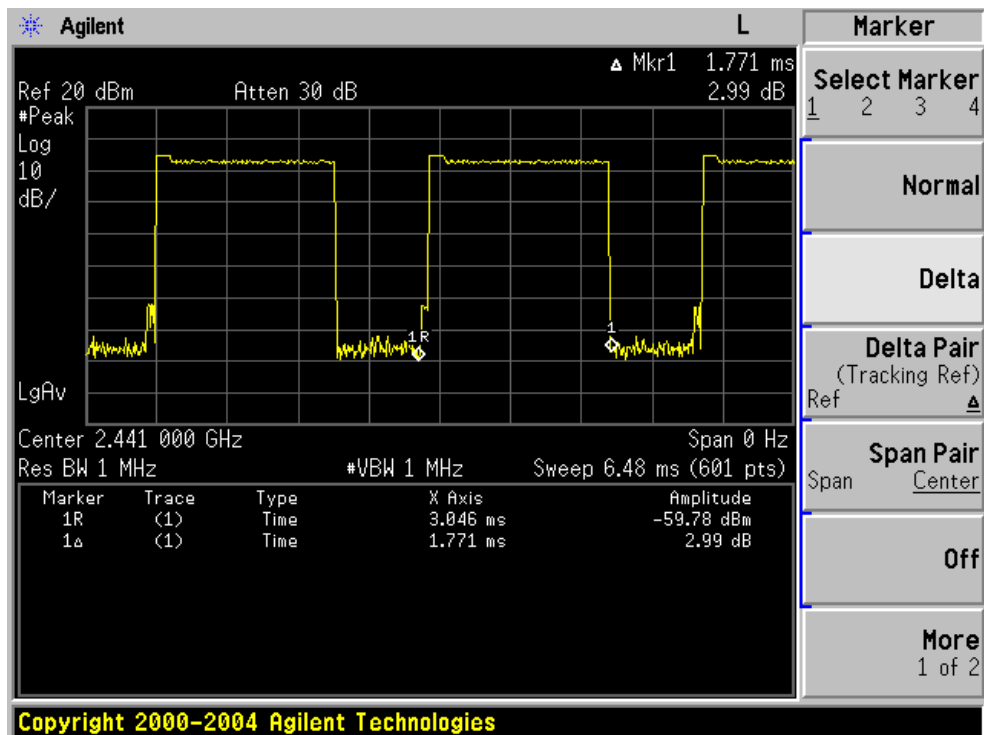 Agilent L
Δ Mkr1 1.771 ms
Ref 20 dBm Atten 30 dB 2.99 dB
#Peak
Log
10
dB/
1R
1
LgAv
Center 2.441 000 GHz Span 0 Hz
Res BW 1 MHz #VBW 1 MHz Sweep 6.48 ms (601 pts)
Marker Trace Type X Axis Amplitude
1R (1) Time 3.046 ms -59.78 dBm
1Δ (1) Time 1.771 ms 2.99 dB
Copyright 2000-2004 Agilent Technologies
Marker
Select Marker
1 2 3 4
Normal
Delta
Delta Pair
(Tracking Ref)
Ref Δ
Span Pair
Span Center
Off
More
1 of 2